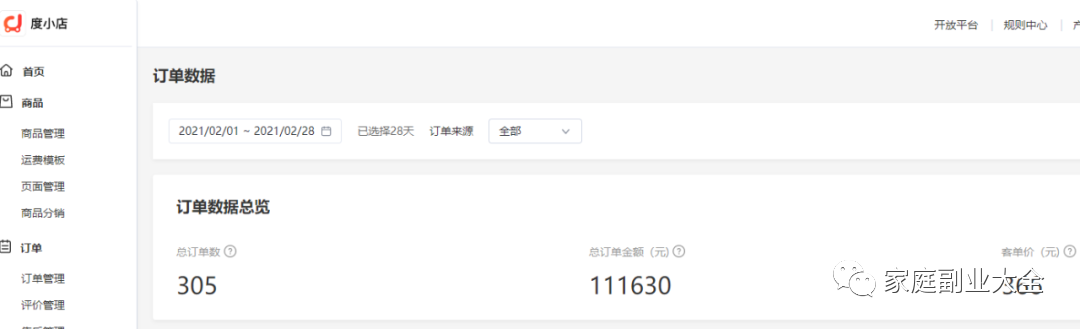 度小店
开放平台 规则中心
首页
订单数据
商品
2021/02/01 ~ 2021/02/28 已选择28天 订单来源 全部
商品管理
运费模板
页面管理
订单数据总览
商品分销
订单
总订单数 总订单金额 (元) 客单价 (元)
订单管理
305 111630
家庭副业大全
评价管理